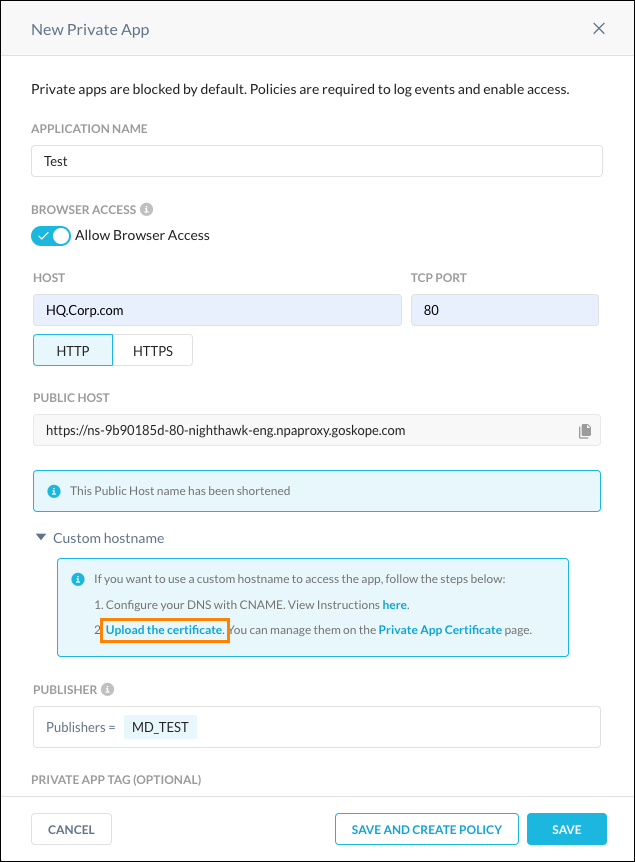 New Private App
Private apps are blocked by default. Policies are required to log events and enable access.
APPLICATION NAME
Test
BROWSER ACCESS
Allow Browser Access
HOST
TCP PORT
HQ.Corp.com
80
HTTP
HTTPS
PUBLIC HOST
https://ns-9b90185d-80-nighthawk-eng.npaproxy.goskope.com
This Public Host name has been shortened
Custom hostname
If you want to use a custom hostname to access the app, follow the steps below:
1. Configure your DNS with CNAME. View Instructions here.
2. Upload the certificate. You can manage them on the Private App Certificate page.
PUBLISHER
Publishers = MD_TEST
PRIVATE APP TAG (OPTIONAL)
CANCEL
SAVE AND CREATE POLICY
SAVE